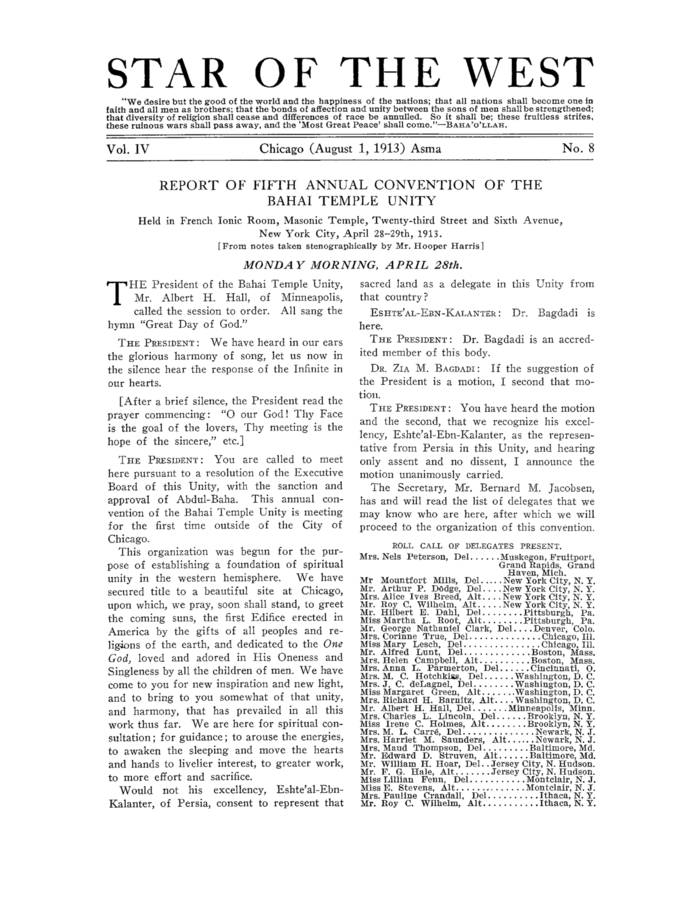 STAR OF THE WEST
"We desire but the good of the world and the happiness of the nations; that all nations shall become one in
faith and all men as brothers; that the bonds of affection and unity between the sons of men shall be strengthened;
that diversity of religion shall cease and differences of race be annulled. So it shall be; these fruitless strifes,
these ruinous wars shall pass away, and the 'Most Great Peace' shall come."—BAHA'O'LLAH.
Vol. IV Chicago (August 1, 1913) Asma No. 8
REPORT OF FIFTH ANNUAL CONVENTION OF THE
BAHAI TEMPLE UNITY
Held in French Ionic Room, Masonic Temple, Twenty-third Street and Sixth Avenue,
New York City, April 28-29th, 1913.
[From notes taken stenographically by Mr. Hooper Harris]
MONDAY MORNING, APRIL 28th.
THE President of the Bahai Temple Unity,
Mr. Albert H. Hall, of Minneapolis,
called the session to order. All sang the
hymn "Great Day of God."
THE PRESIDENT: We have heard in our ears
the glorious harmony of song, let us now in
the silence hear the response of the Infinite in
our hearts.
[After a brief silence, the President read the
prayer commencing: "O our God! Thy Face
is the goal of the lovers, Thy meeting is the
hope of the sincere," etc.]
THE PRESIDENT: You are called to meet
here pursuant to a resolution of the Executive
Board of this Unity, with the sanction and
approval of Abdul-Baha. This annual con-
vention of the Bahai Temple Unity is meeting
for the first time outside of the City of
Chicago.
This organization was begun for the pur-
pose of establishing a foundation of spiritual
unity in the western hemisphere. We have
secured title to a beautiful site at Chicago,
upon which, we pray, soon shall stand, to greet
the coming suns, the first Edifice erected in
America by the gifts of all peoples and re-
ligions of the earth, and dedicated to the One
God, loved and adored in His Oneness and
Singleness by all the children of men. We have
come to you for new inspiration and new light,
and to bring to you somewhat of that unity,
and harmony, that has prevailed in all this
work thus far. We are here for spiritual con-
sultation; for guidance; to arouse the energies,
to awaken the sleeping and move the hearts
and hands to livelier interest, to greater work,
to more effort and sacrifice.
Would not his excellency, Eshte'al-Ebn-
Kalanter, of Persia, consent to represent that
sacred land as a delegate in this Unity from
that country?
ESHTE'AL-EBN-KALANTER: Dr. Bagdadi is
here.
THE PRESIDENT: Dr. Bagdadi is an accred-
ited member of this body.
DR. ZIA M. BAGDADI: If the suggestion of
the President is a motion, I second that mo-
tion.
THE PRESIDENT: You have heard the motion
and the second, that we recognize his excel-
lency, Eshte'al-Ebn-Kalanter, as the represen-
tative from Persia in this Unity, and hearing
only assent and no dissent, I announce the
motion unanimously carried.
The Secretary, Mr. Bernard M. Jacobsen,
has and will read the list of delegates that we
may know who are here, after which we will
proceed to the organization of this convention.
ROLL CALL OF DELEGATES PRESENT.
Mrs. Nels Peterson, Del......Muskegon, Fruitport,
Grand Rapids, Grand
Haven, Mich.
Mr Mountfort Mills, Del.....New York City, N. Y.
Mr. Arthur P. Dodge, Del....New York City, N. Y.
Mrs. Alice Ives Breed, Alt....New York City, N. Y.
Mr. Roy C. Wilhelm, Alt.....New York City, N. Y.
Mr. Hilbert E. Dahl, Del........Pittsburgh, Pa.
Miss Martha L. Root, Alt........Pittsburgh, Pa.
Mr. George Nathaniel Clark, Del....Denver, Colo.
Mrs. Corinne True, Del..............Chicago, Ill.
Miss Mary Lesch, Del...............Chicago, Ill.
Mr. Alfred Lunt, Del.............Boston, Mass.
Mrs. Helen Campbell, Alt..........Boston, Mass.
Mrs. Anna L. Parmerton, Del......Cincinnati, O.
Mrs. M. C. Hotchkiss, Del......Washington, D. C.
Mrs. J. C. deLagnel, Del........Washington, D. C.
Miss Margaret Green, Alt.......Washington, D. C.
Mrs. Richard H. Barnitz, Alt....Washington, D. C.
Mr. Albert H. Hall, Del.......Minneapolis, Minn.
Mrs. Charles L. Lincoln, Del.......Brooklyn, N. Y.
Miss Irene C. Holmes, Alt.........Brooklyn, N. Y.
Mrs. M. L. Carré, Del..............Newark, N. J.
Mrs. Harriet M. Saunders, Alt......Newark, N. J.
Mrs. Maud Thompson, Del.........Baltimore, Md.
Mr. Edward D. Struven, Alt......Baltimore, Md.
Mr. William H. Hoar, Del..Jersey City, N. Hudson.
Mr. F. G. Hale, Alt.......Jersey City, N. Hudson.
Miss Lillian Fenn, Del...........Montclair, N. J.
Miss E. Stevens, Alt..............Montclair, N. J.
Mrs. Pauline Crandall, Del..........Ithaca, N. Y.
Mr. Roy C. Wilhelm, Alt...........Ithaca, N. Y.